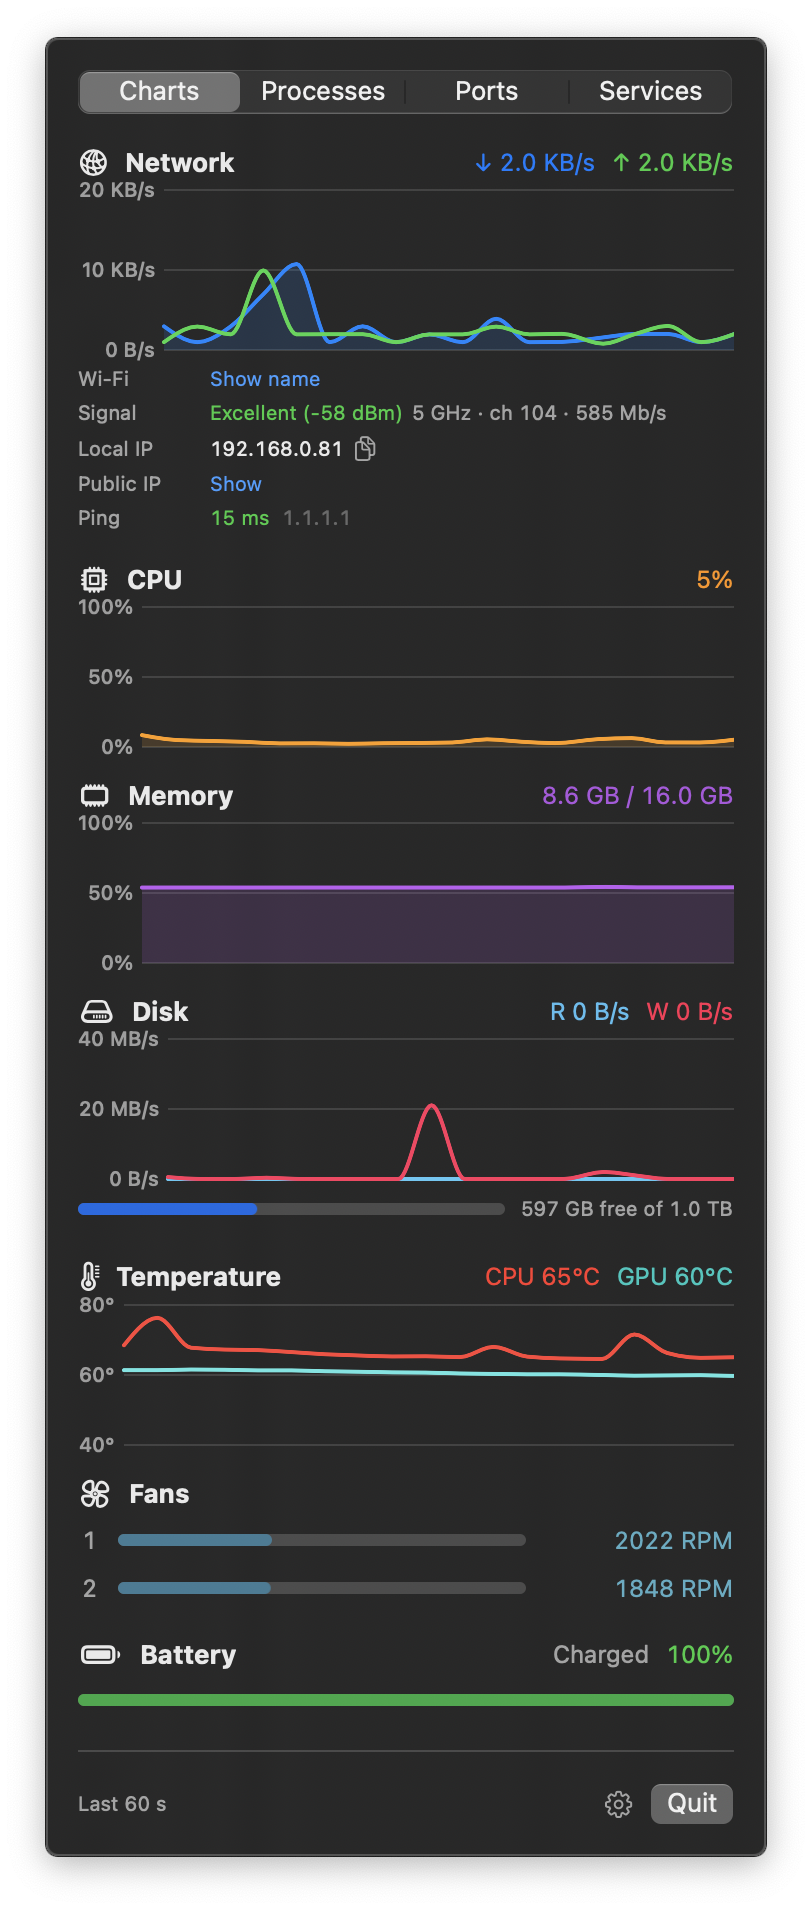 Charts Processes Ports Services
Network ↓ 2.0 KB/s ↑ 2.0 KB/s
20 KB/s
10 KB/s
0 B/s
Wi-Fi Show name
Signal Excellent (-58 dBm) 5 GHz · ch 104 · 585 Mb/s
Local IP 192.168.0.81
Public IP Show
Ping 15 ms 1.1.1.1
CPU 5%
100%
50%
0%
Memory 8.6 GB / 16.0 GB
100%
50%
0%
Disk R 0 B/s W 0 B/s
40 MB/s
20 MB/s
0 B/s
597 GB free of 1.0 TB
Temperature CPU 65°C GPU 60°C
80°
60°
40°
Fans
1 2022 RPM
2 1848 RPM
Battery Charged 100%
Last 60 s Quit